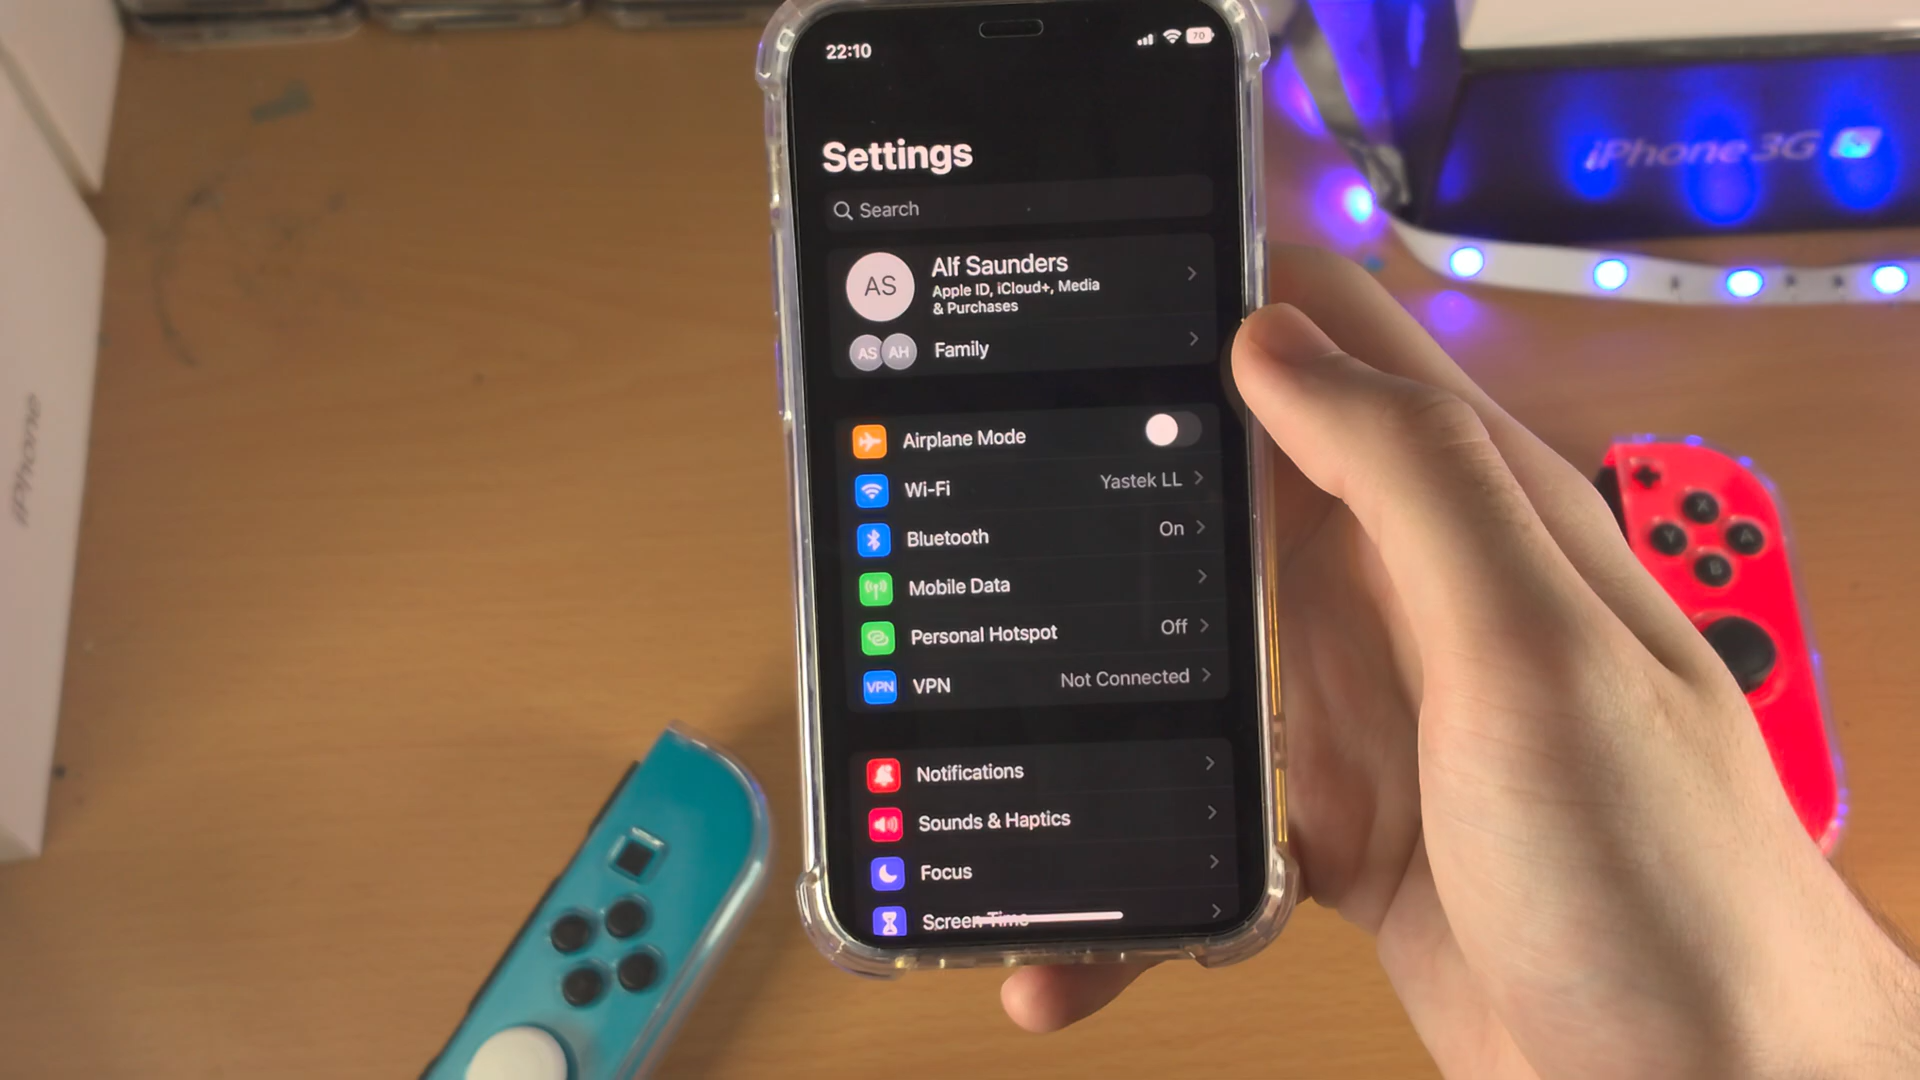 22:10
70
Settings
Search
AS
Alf Saunders
Apple ID, iCloud+, Media
& Purchases
AS AH
Family
Airplane Mode
Wi-Fi
Yastek LL
Bluetooth
On
Mobile Data
Personal Hotspot
Off
VPN
VPN
Not Connected
Notifications
Sounds & Haptics
Focus
Screen Time
iPhone 3G
iPhone
X
Y
A
B